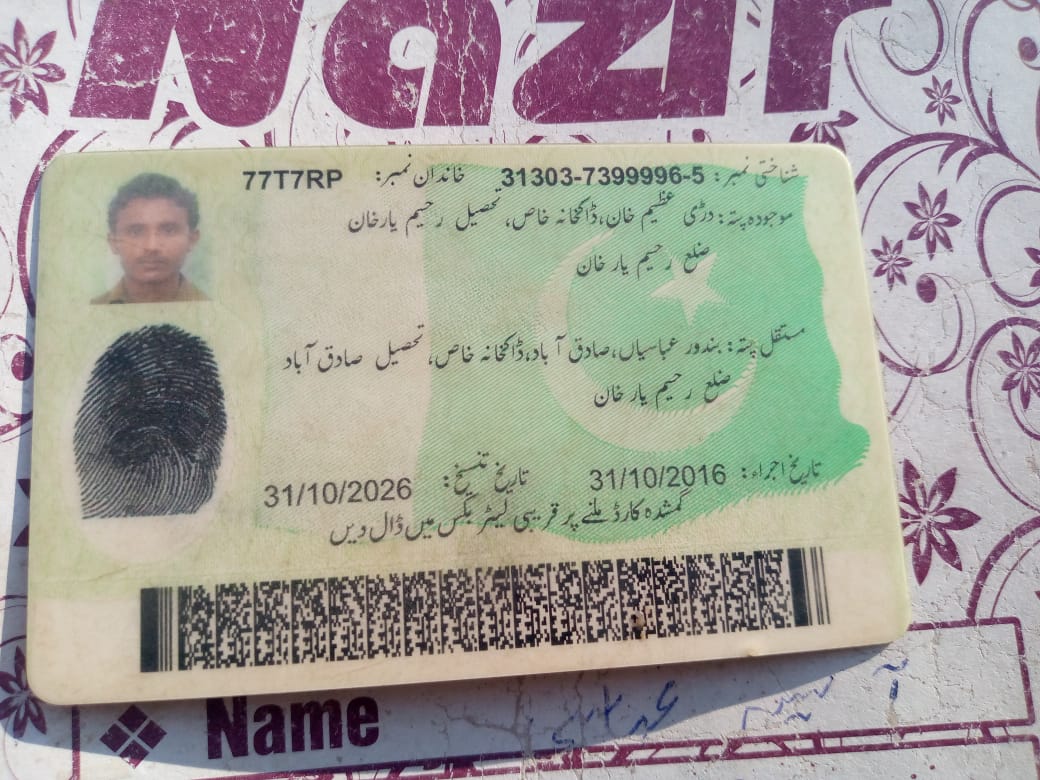 Nazir
شناختی نمبر: 31303-7399996-5 خاندان نمبر: 77T7RP
موجودہ پتہ: دڑی عظیم خان، ڈاکخانہ خاص، تحصیل رحیم یارخان
ضلع رحیم یار خان
مستقل پتہ: بندور عباسیاں، صادق آباد، ڈاکخانہ خاص، تحصیل صادق آباد
ضلع رحیم یار خان
تاریخ اجراء: 31/10/2016 تاریخ تنسیخ: 31/10/2026
گمشدہ کارڈ ملنے پر قریبی لیٹر بکس میں ڈال دیں
Name